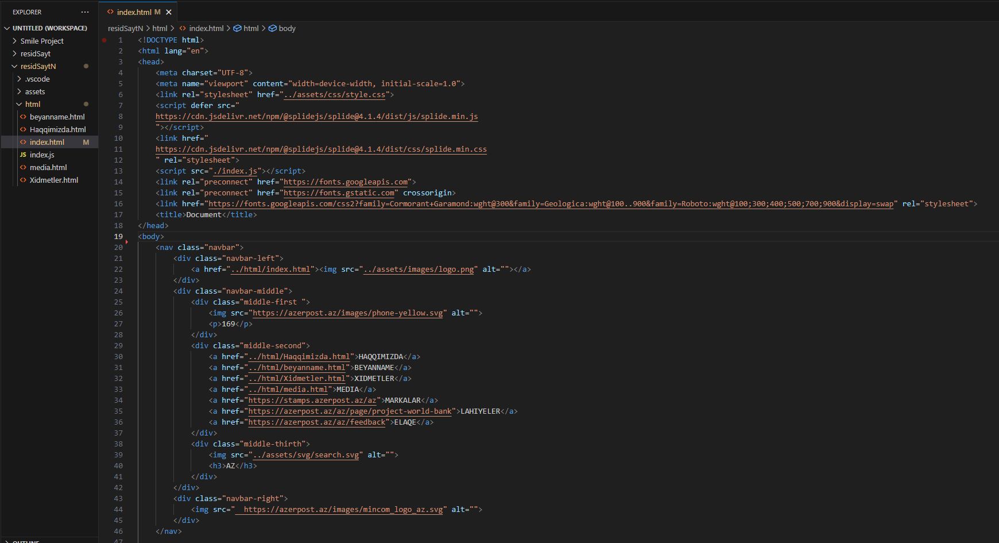 EXPLORER
···
UNTITLED (WORKSPACE)
Smile Project
residSayt
residSaytN
.vscode
assets
html
beyanname.html
Haqqimizda.html
index.html M
JS index.js
media.html
Xidmetler.html
OUTLINE
index.html M
residSaytN > html > index.html > html > body
1 <!DOCTYPE html>
2 <html lang="en">
3 <head>
4 <meta charset="UTF-8">
5 <meta name="viewport" content="width=device-width, initial-scale=1.0">
6 <link rel="stylesheet" href="../assets/css/style.css">
7 <script defer src="
8 https://cdn.jsdelivr.net/npm/@splidejs/splide@4.1.4/dist/js/splide.min.js
9 "></script>
10 <link href="
11 https://cdn.jsdelivr.net/npm/@splidejs/splide@4.1.4/dist/css/splide.min.css
12 " rel="stylesheet">
13 <script src="./index.js"></script>
14 <link rel="preconnect" href="https://fonts.googleapis.com">
15 <link rel="preconnect" href="https://fonts.gstatic.com" crossorigin>
16 <link href="https://fonts.googleapis.com/css2?family=Cormorant+Garamond:wght@300&family=Geologica:wght@100..900&family=Roboto:wght@100;300;400;500;700;900&display=swap" rel="stylesheet">
17 <title>Document</title>
18 </head>
19 <body>
20 <nav class="navbar">
21 <div class="navbar-left">
22 <a href="../html/index.html"><img src="../assets/images/logo.png" alt=""></a>
23 </div>
24 <div class="navbar-middle">
25 <div class="middle-first ">
26 <img src="https://azerpost.az/images/phone-yellow.svg" alt="">
27 <p>169</p>
28 </div>
29 <div class="middle-second">
30 <a href="../html/Haqqimizda.html">HAQQIMIZDA</a>
31 <a href="../html/beyanname.html">BEYANNAME</a>
32 <a href="../html/Xidmetler.html">XIDMETLER</a>
33 <a href="../html/media.html">MEDIA</a>
34 <a href="https://stamps.azerpost.az/az">MARKALAR</a>
35 <a href="https://azerpost.az/az/page/project-world-bank">LAHIYELER</a>
36 <a href="https://azerpost.az/az/feedback">ELAQE</a>
37 </div>
38 <div class="middle-thirth">
39 <img src="../assets/svg/search.svg" alt="">
40 <h3>AZ</h3>
41 </div>
42 </div>
43 <div class="navbar-right">
44 <img src="  https://azerpost.az/images/mincom_logo_az.svg" alt="">
45 </div>
46 </nav>
47